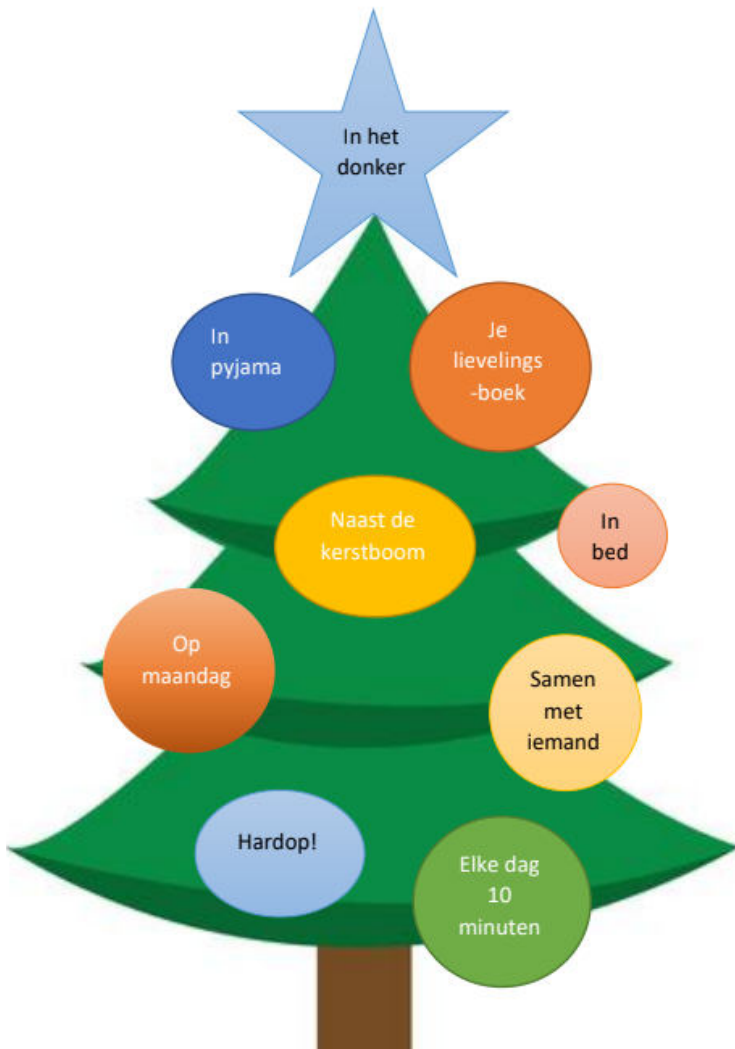 In het
donker
In
pyjama
Je
lievelings
-boek
Naast de
kerstboom
In
bed
Op
maandag
Samen
met
iemand
Hardop!
Elke dag
10
minuten